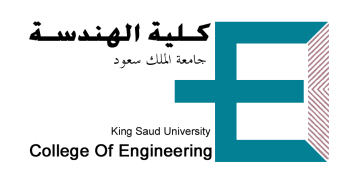 كلية الهندسة
جامعة الملك سعود
King Saud University
College Of Engineering